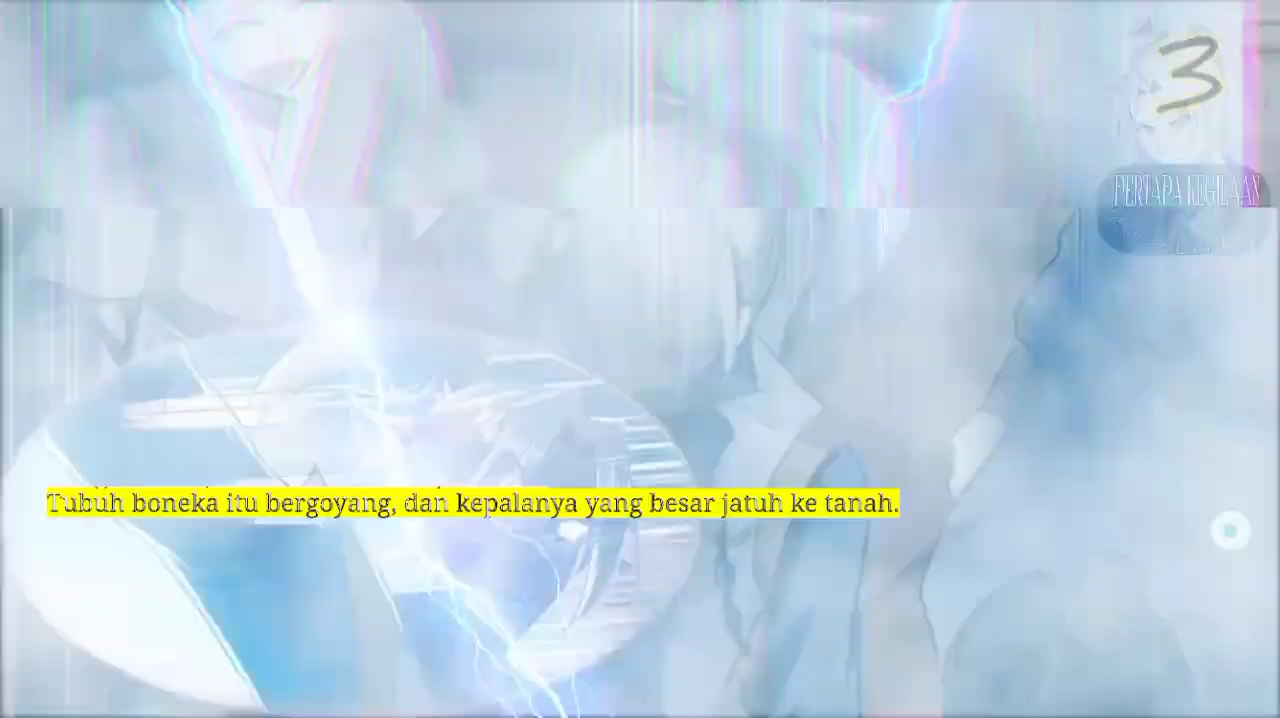 3
PERTAPA KEGILAAN
Tubuh boneka itu bergoyang, dan kepalanya yang besar jatuh ke tanah.